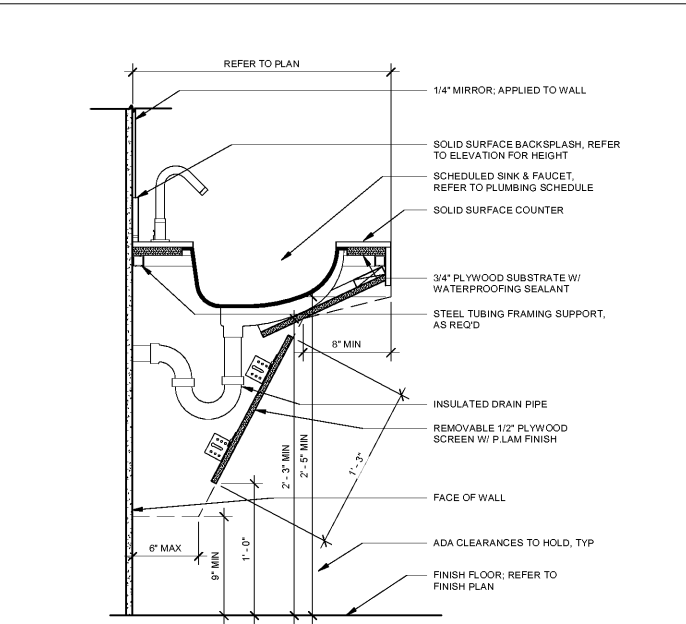 REFER TO PLAN
1/4" MIRROR; APPLIED TO WALL
SOLID SURFACE BACKSPLASH, REFER
TO ELEVATION FOR HEIGHT
SCHEDULED SINK & FAUCET,
REFER TO PLUMBING SCHEDULE
SOLID SURFACE COUNTER
3/4" PLYWOOD SUBSTRATE W/
WATERPROOFING SEALANT
STEEL TUBING FRAMING SUPPORT,
AS REQ'D
8" MIN
INSULATED DRAIN PIPE
REMOVABLE 1/2" PLYWOOD
SCREEN W/ P.LAM FINISH
1'- 3"
2' - 3" MIN
2' - 5" MIN
FACE OF WALL
6" MAX
9" MIN
1' - 0"
ADA CLEARANCES TO HOLD, TYP
FINISH FLOOR; REFER TO
FINISH PLAN